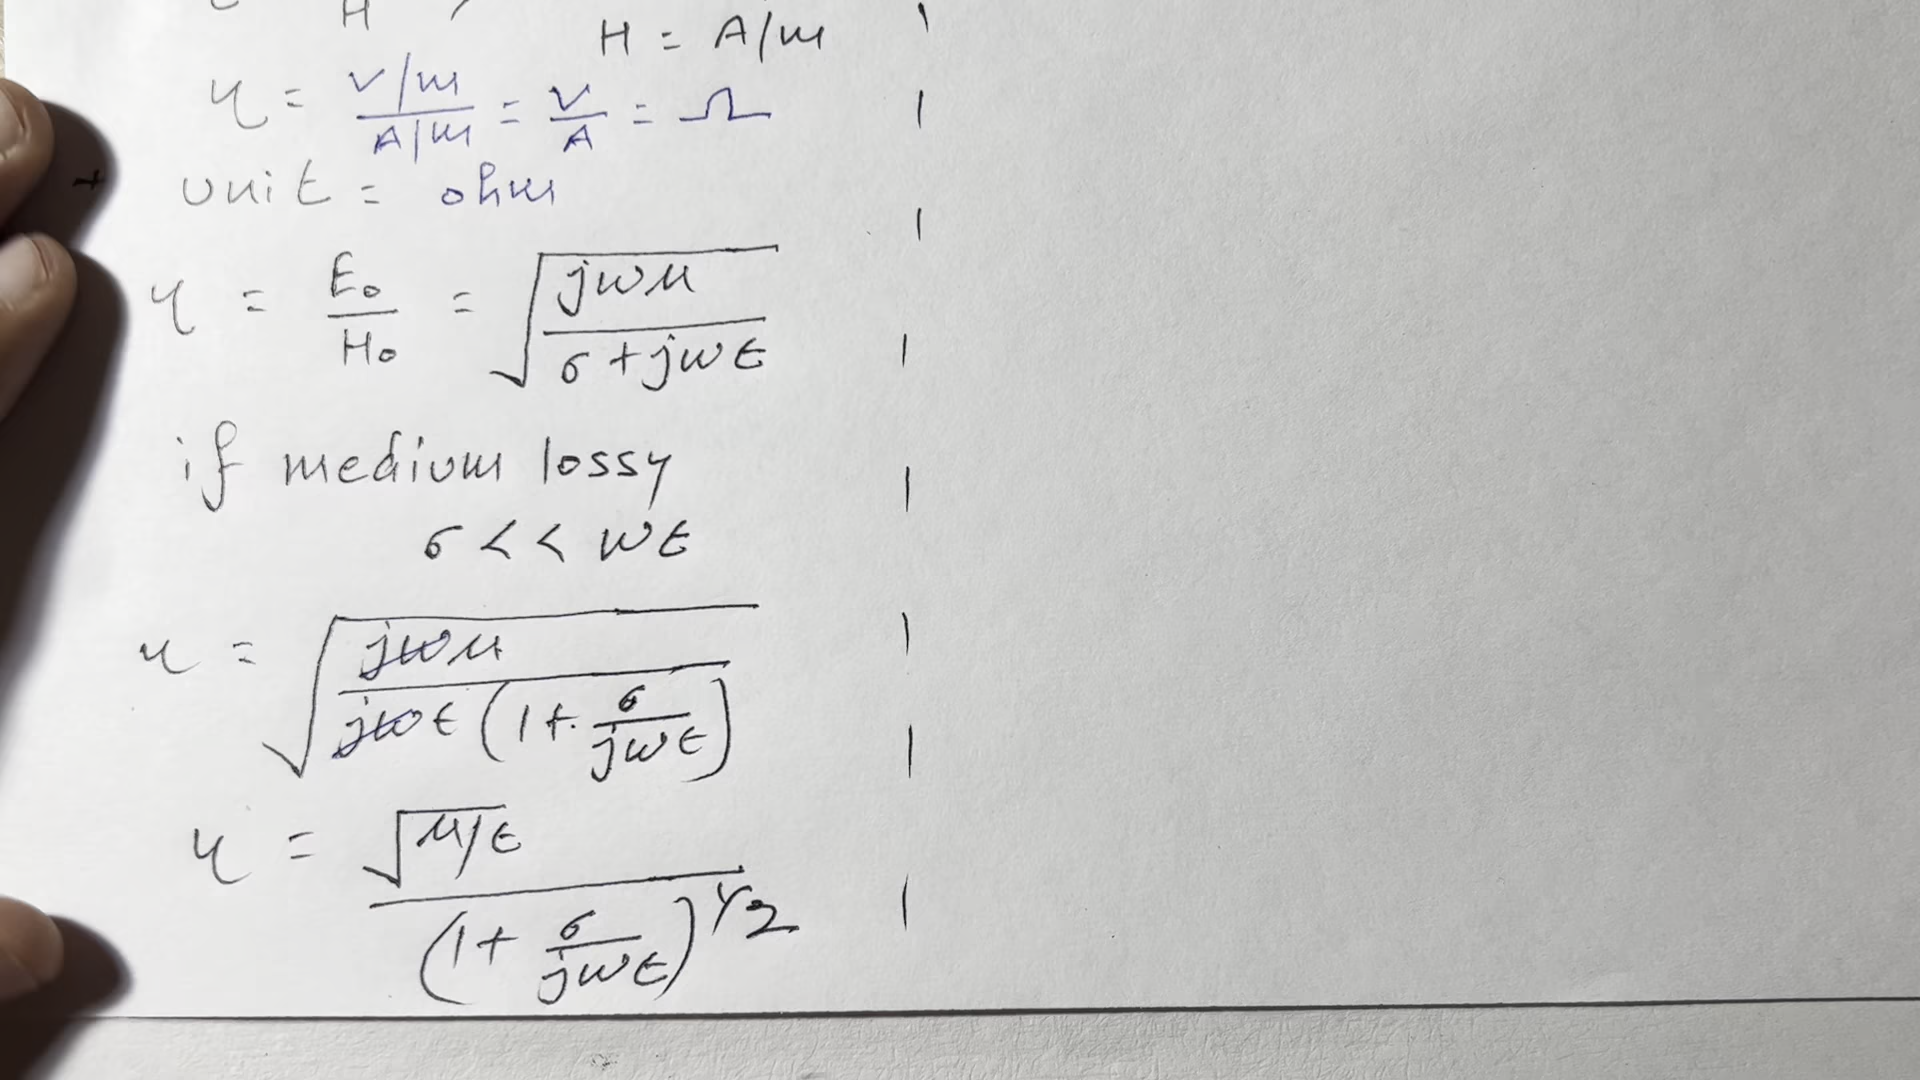 H
H = A/m
η = V/m / A/m = V/A = Ω
unit = ohm
η = E₀/H₀ = √(jωμ / σ+jωε)
if medium lossy
σ << ωε
η = √(jωμ / jωε(1+ σ/jωε))
η = √μ/ε / (1+ σ/jωε)^1/2